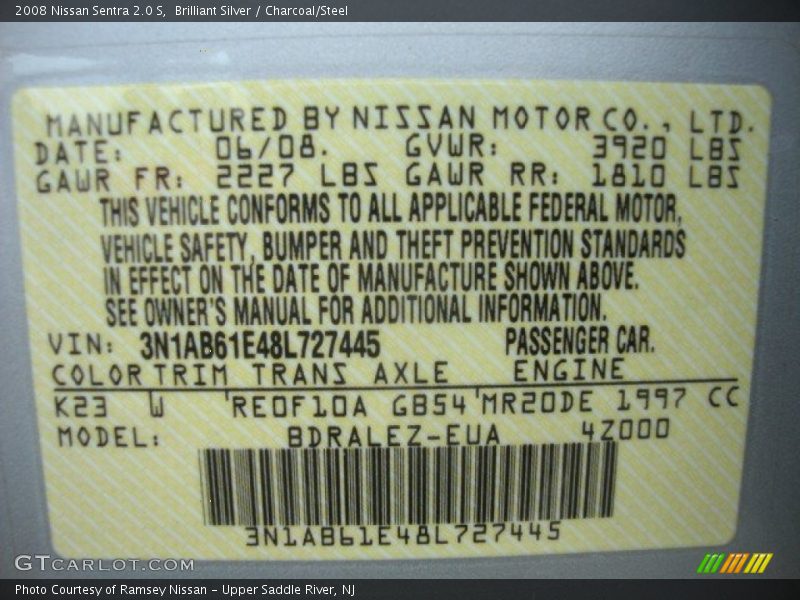 2008 Nissan Sentra 2.0 S, Brilliant Silver / Charcoal/Steel
MANUFACTURED BY NISSAN MOTOR CO., LTD.
DATE: 06/08. GVWR: 3920 LBS
GAWR FR: 2227 LBS GAWR RR: 1810 LBS
THIS VEHICLE CONFORMS TO ALL APPLICABLE FEDERAL MOTOR,
VEHICLE SAFETY, BUMPER AND THEFT PREVENTION STANDARDS
IN EFFECT ON THE DATE OF MANUFACTURE SHOWN ABOVE.
SEE OWNER'S MANUAL FOR ADDITIONAL INFORMATION.
VIN: 3N1AB61E48L727445 PASSENGER CAR.
COLOR TRIM TRANS AXLE ENGINE
K23 W 'RE0F10A GB54'MR20DE 1997 CC
MODEL: BDRALEZ-EUA 4Z000
3N1AB61E48L727445
GTCARLOT.COM
Photo Courtesy of Ramsey Nissan - Upper Saddle River, NJ